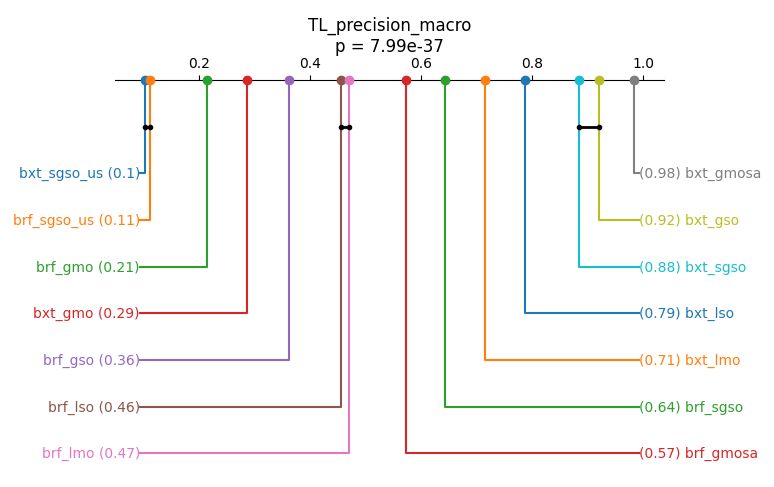 TL_precision_macro
p = 7.99e-37
0.2 0.4 0.6 0.8 1.0
bxt_sgso_us (0.1) (0.98) bxt_gmosa
brf_sgso_us (0.11) (0.92) bxt_gso
brf_gmo (0.21) (0.88) bxt_sgso
bxt_gmo (0.29) (0.79) bxt_lso
brf_gso (0.36) (0.71) bxt_lmo
brf_lso (0.46) (0.64) brf_sgso
brf_lmo (0.47) (0.57) brf_gmosa